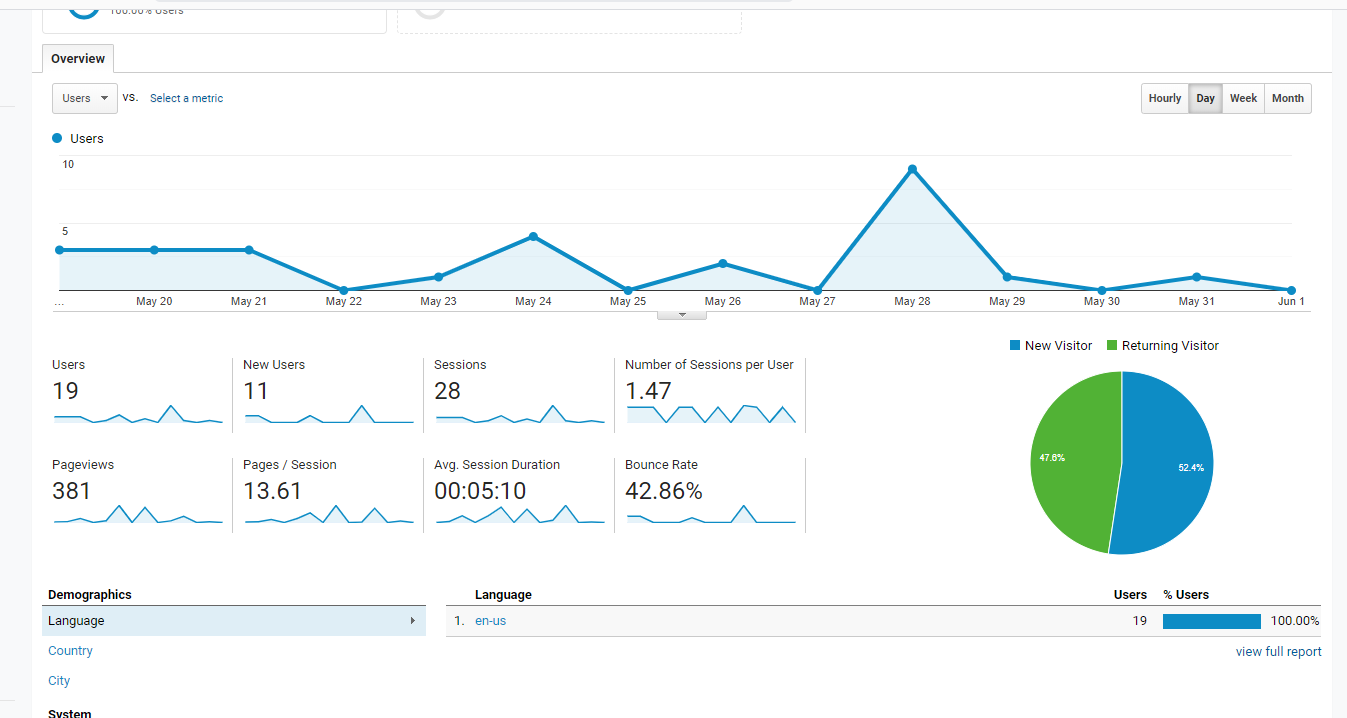 100.00% Users
Overview
Users vs. Select a metric
Hourly Day Week Month
Users
10
5
... May 20 May 21 May 22 May 23 May 24 May 25 May 26 May 27 May 28 May 29 May 30 May 31 Jun 1
New Visitor Returning Visitor
Users New Users Sessions Number of Sessions per User
19 11 28 1.47
47.6% 52.4%
Pageviews Pages / Session Avg. Session Duration Bounce Rate
381 13.61 00:05:10 42.86%
Demographics Language Users % Users
Language 1. en-us 19 100.00%
Country view full report
City
System